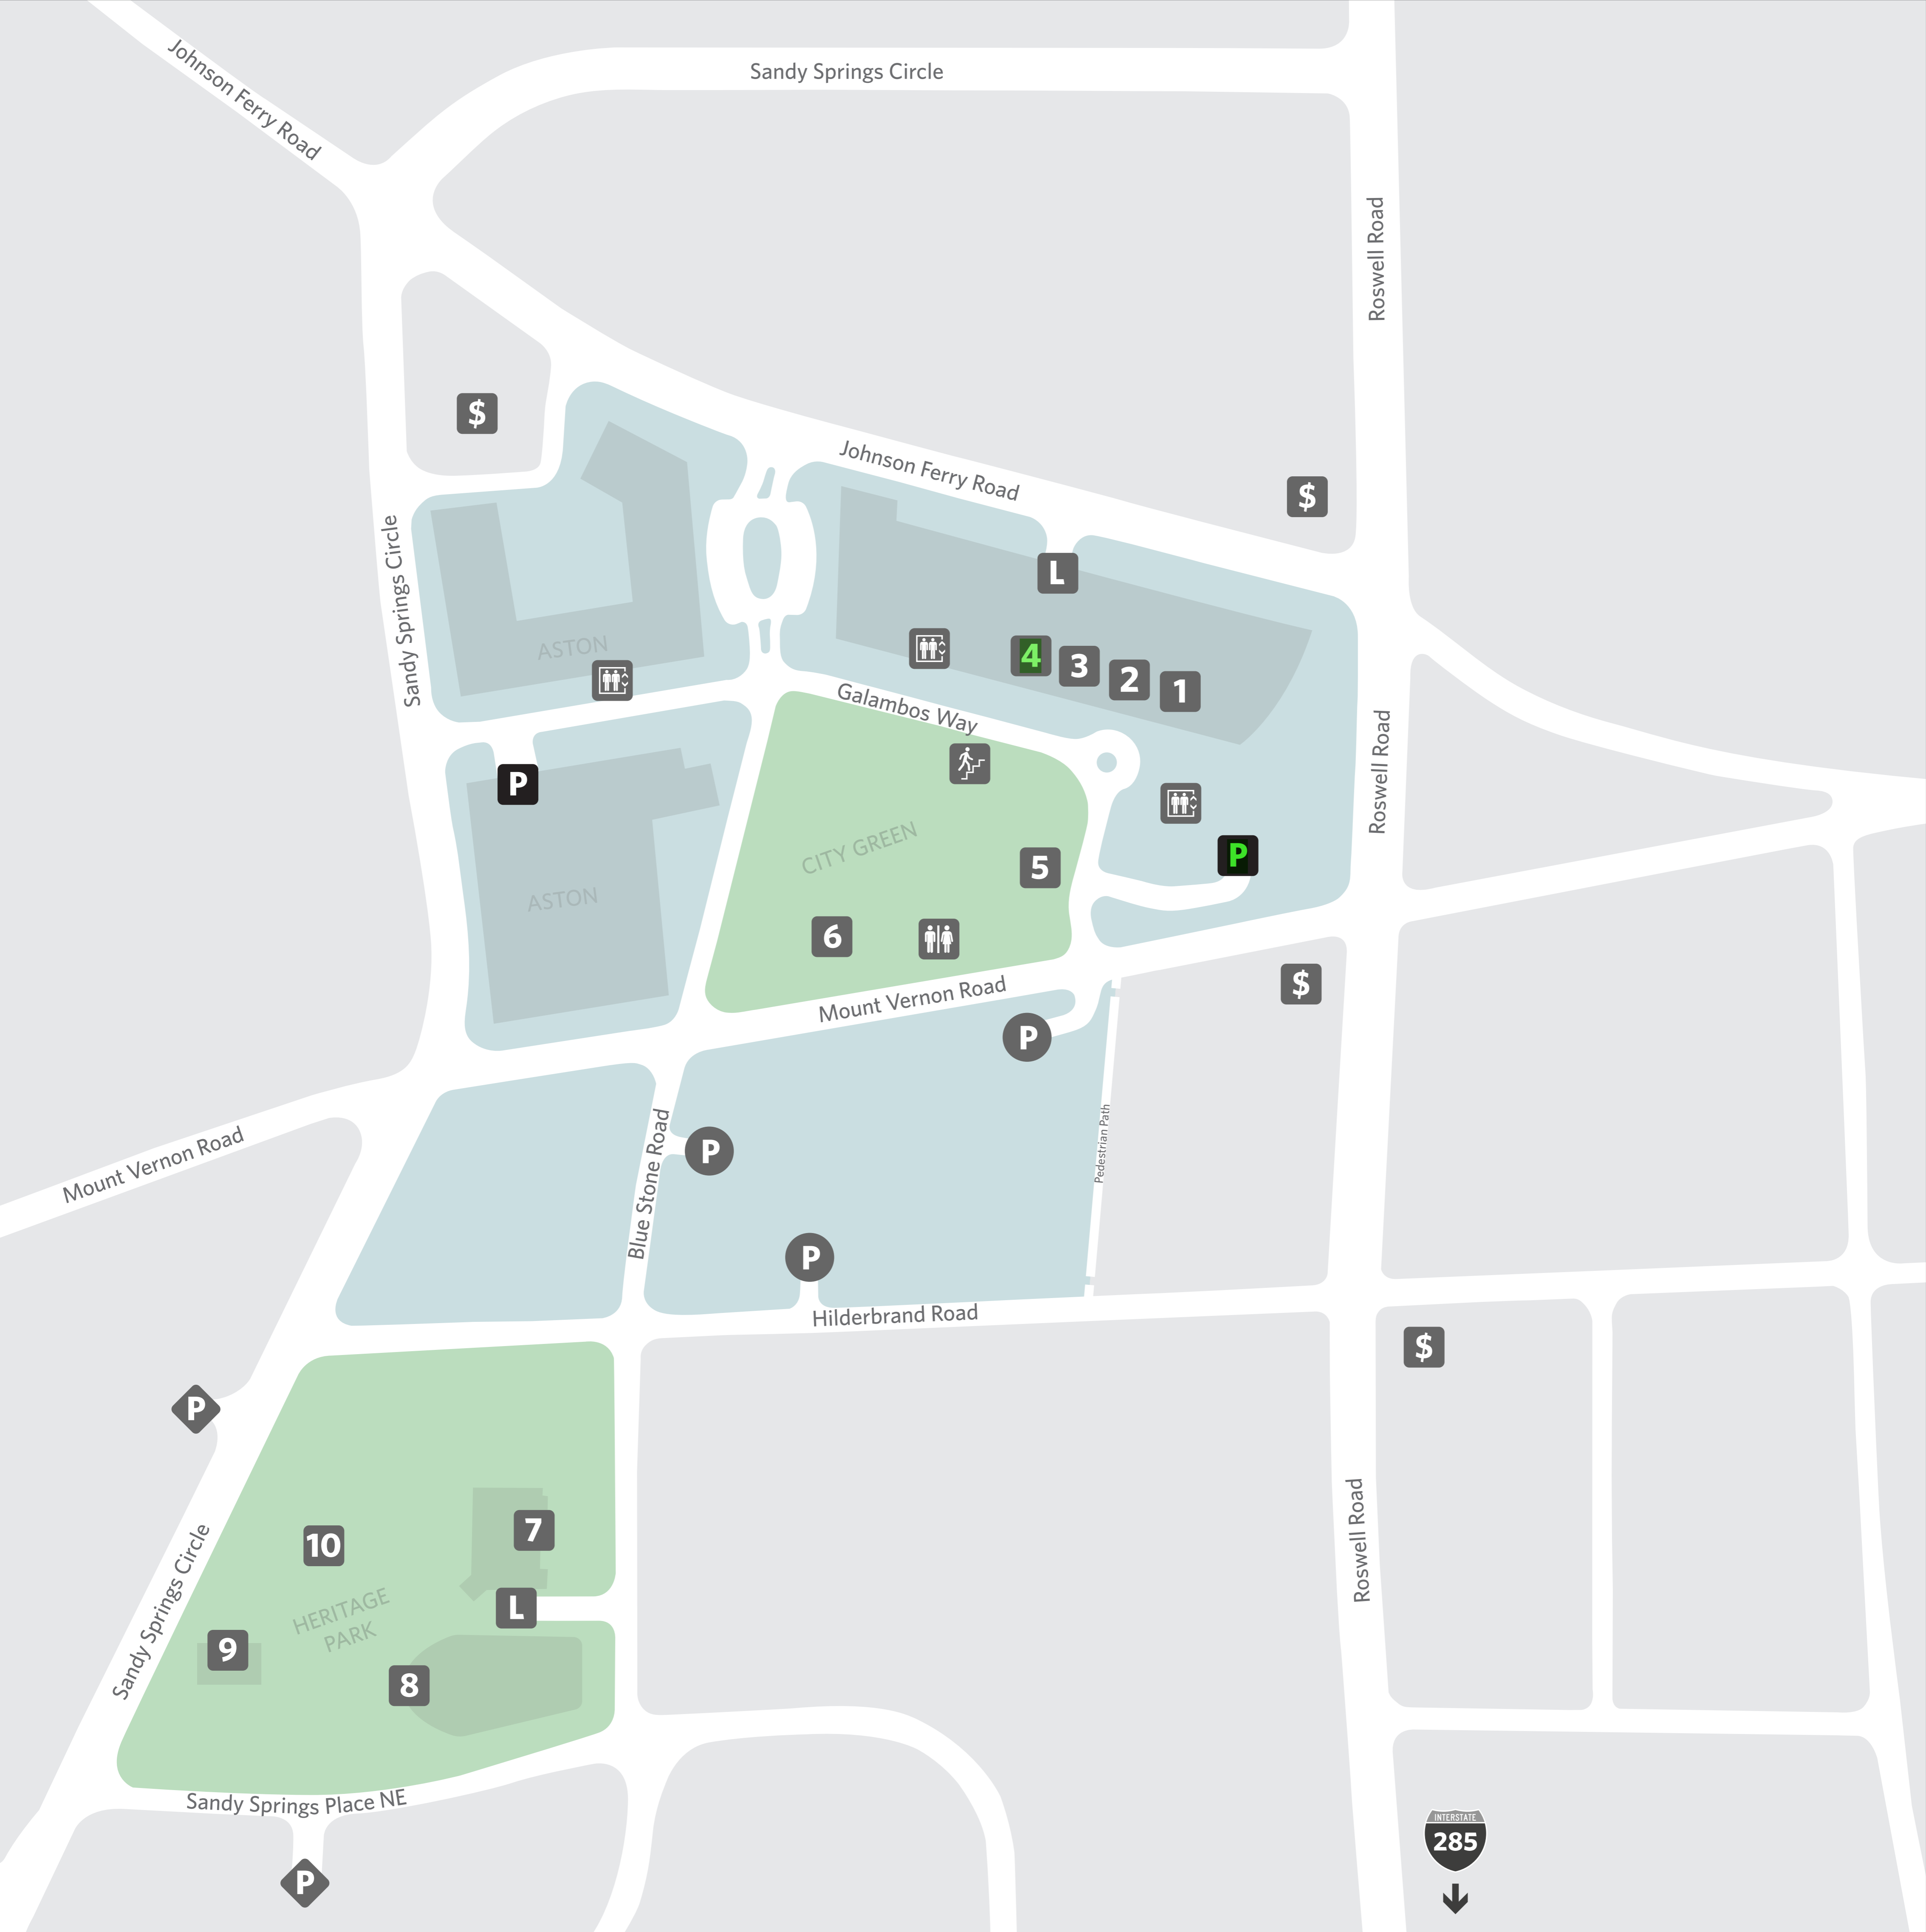 Johnson Ferry Road
Sandy Springs Circle
Roswell Road
$
Johnson Ferry Road
$
Sandy Springs Circle
L
ASTON
4
3
2
1
Galambos Way
P
Roswell Road
CITY GREEN
P
5
ASTON
6
$
Mount Vernon Road
P
Mount Vernon Road
Blue Stone Road
P
Pedestrian Path
P
Hilderbrand Road
$
P
7
10
Roswell Road
HERITAGE
PARK
L
Sandy Springs Circle
9
8
Sandy Springs Place NE
INTERSTATE
285
P